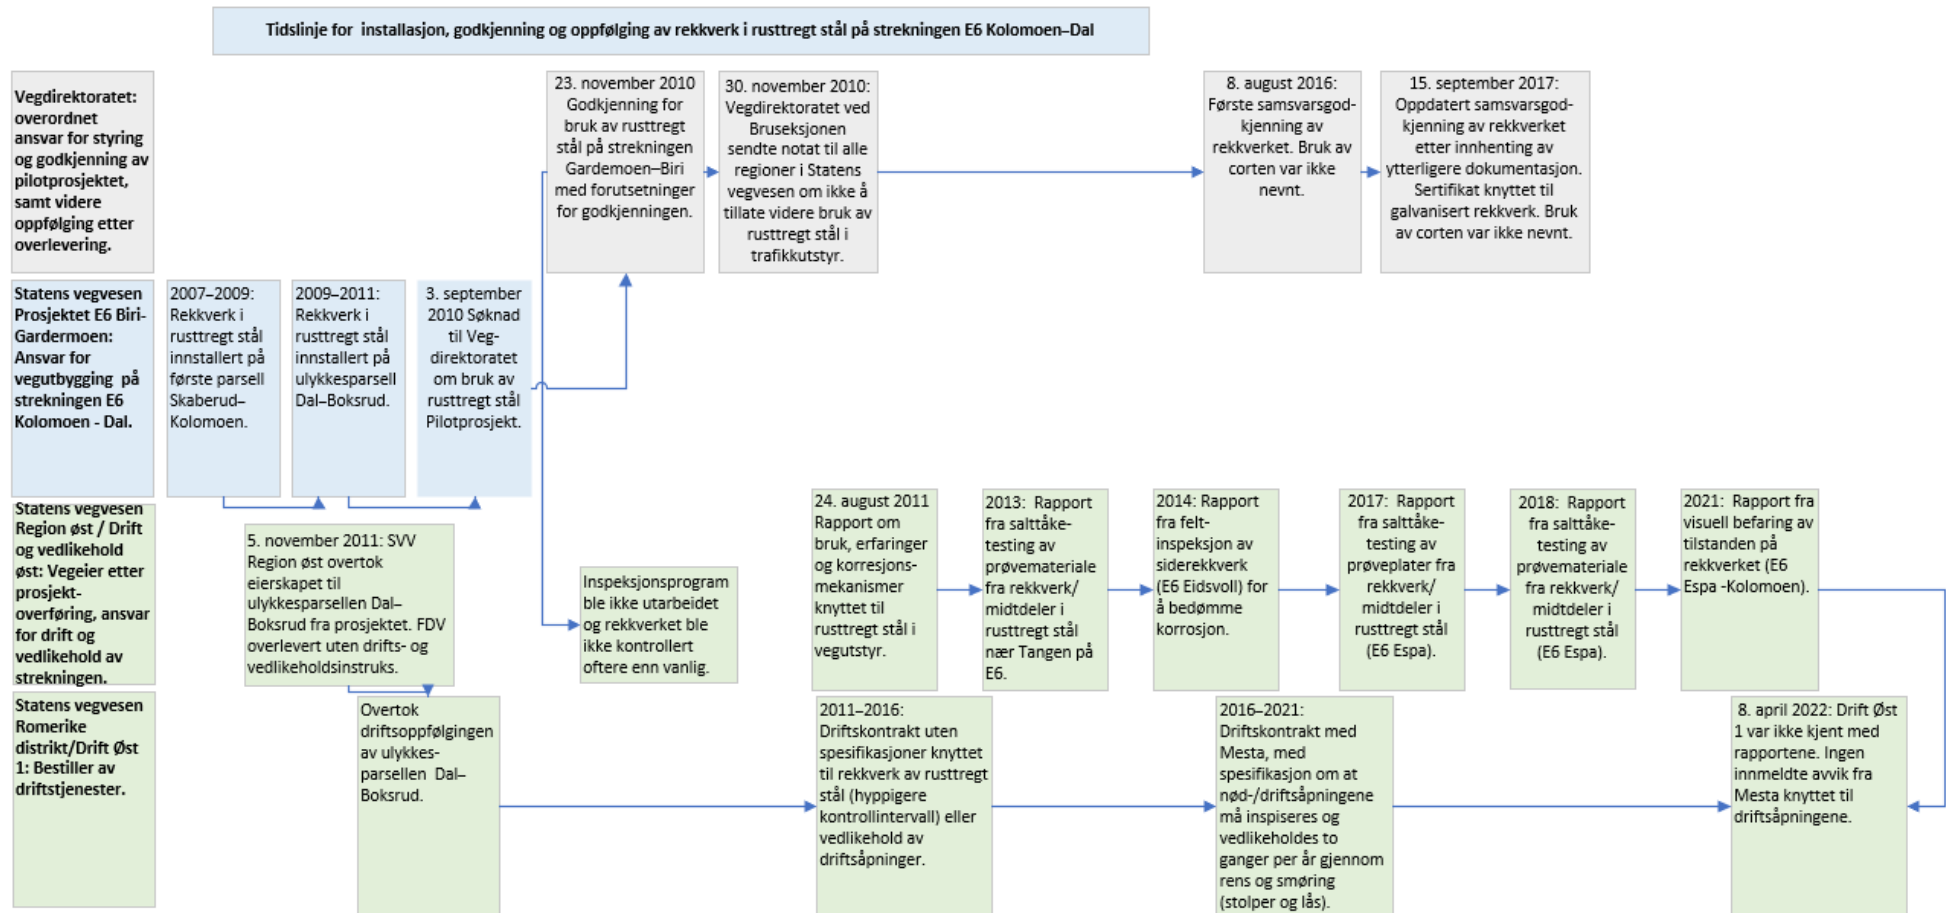 Tidslinje for installasjon, godkjenning og oppfølging av rekkverk i rusttregt stål på strekningen E6 Kolomoen–Dal
Vegdirektoratet:
overordnet
ansvar for styring
og godkjenning av
pilotprosjektet,
samt videre
oppfølging etter
overlevering.
23. november 2010
Godkjenning for
bruk av rusttregt
stål på strekningen
Gardemoen–Biri
med forutsetninger
for godkjenningen.
30. november 2010:
Vegdirektoratet ved
Bruseksjonen
sendte notat til alle
regioner i Statens
vegvesen om ikke å
tillate videre bruk av
rusttregt stål i
trafikkutstyr.
8. august 2016:
Første samsvarsgod-
kjenning av
rekkverket. Bruk av
corten var ikke
nevnt.
15. september 2017:
Oppdatert samsvarsgod-
kjenning av rekkverket
etter innhenting av
ytterligere dokumentasjon.
Sertifikat knyttet til
galvanisert rekkverk. Bruk
av corten var ikke nevnt.
Statens vegvesen
Prosjektet E6 Biri-
Gardermoen:
Ansvar for
vegutbygging på
strekningen E6
Kolomoen - Dal.
2007–2009:
Rekkverk i
rusttregt stål
innstallert på
første parsell
Skaberud–
Kolomoen.
2009–2011:
Rekkverk i
rusttregt stål
innstallert på
ulykkesparsell
Dal–Boksrud.
3. september
2010 Søknad
til Veg-
direktoratet
om bruk av
rusttregt stål
Pilotprosjekt.
Statens vegvesen
Region øst / Drift
og vedlikehold
øst: Vegeier etter
prosjekt-
overføring, ansvar
for drift og
vedlikehold av
strekningen.
5. november 2011: SVV
Region øst overtok
eierskapet til
ulykkesparsellen Dal–
Boksrud fra prosjektet. FDV
overlevert uten drifts- og
vedlikeholdsinstruks.
Inspeksjonsprogram
ble ikke utarbeidet
og rekkverket ble
ikke kontrollert
oftere enn vanlig.
24. august 2011
Rapport om
bruk, erfaringer
og korresjons-
mekanismer
knyttet til
rusttregt stål i
vegutstyr.
2013: Rapport
fra salttåke-
testing av
prøvemateriale
fra rekkverk/
midtdeler i
rusttregt stål
nær Tangen på
E6.
2014: Rapport
fra felt-
inspeksjon av
siderekkverk
(E6 Eidsvoll) for
å bedømme
korrosjon.
2017: Rapport
fra salttåke-
testing av
prøveplater fra
rekkverk/
midtdeler i
rusttregt stål
(E6 Espa).
2018: Rapport
fra salttåke-
testing av
prøvemateriale
fra rekkverk/
midtdeler i
rusttregt stål
(E6 Espa).
2021: Rapport fra
visuell befaring av
tilstanden på
rekkverket (E6
Espa -Kolomoen).
Statens vegvesen
Romerike
distrikt/Drift Øst
1: Bestiller av
driftstjenester.
Overtok
driftsoppfølgingen
av ulykkes-
parsellen Dal–
Boksrud.
2011–2016:
Driftskontrakt uten
spesifikasjoner knyttet
til rekkverk av rusttregt
stål (hyppigere
kontrollintervall) eller
vedlikehold av
driftsåpninger.
2016–2021:
Driftskontrakt med
Mesta, med
spesifikasjon om at
nød-/driftsåpningene
må inspiseres og
vedlikeholdes to
ganger per år gjennom
rens og smøring
(stolper og lås).
8. april 2022: Drift Øst
1 var ikke kjent med
rapportene. Ingen
innmeldte avvik fra
Mesta knyttet til
driftsåpningene.